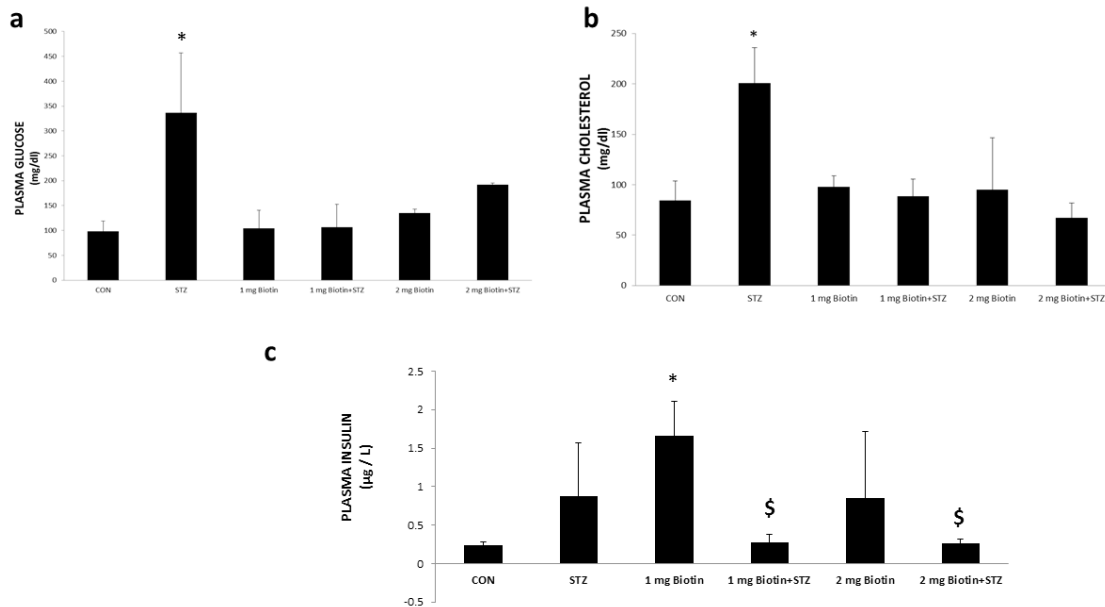 a
PLASMA GLUCOSE
(mg/dl)
500
450
400
350
300
250
200
150
100
50
0
*
CON
STZ
1 mg Biotin
1 mg Biotin+STZ
2 mg Biotin
2 mg Biotin+STZ
b
PLASMA CHOLESTEROL
(mg/dl)
250
200
150
100
50
0
*
CON
STZ
1 mg Biotin
1 mg Biotin+STZ
2 mg Biotin
2 mg Biotin+STZ
c
PLASMA INSULIN
(µg / L)
2.5
2
1.5
1
0.5
0
-0.5
*
$
$
CON
STZ
1 mg Biotin
1 mg Biotin+STZ
2 mg Biotin
2 mg Biotin+STZ